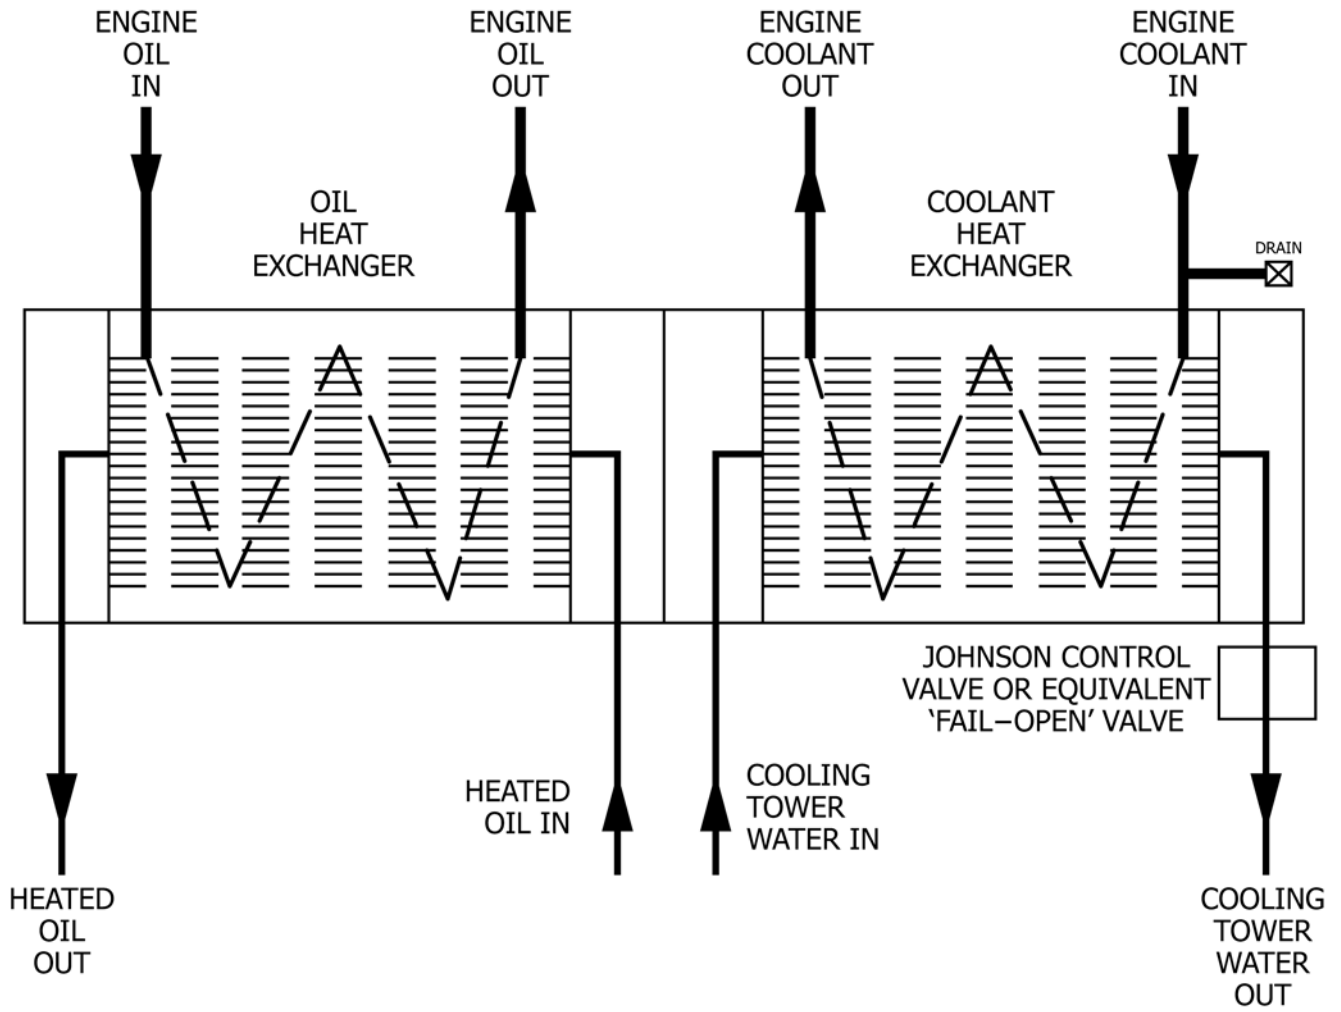 ENGINE
OIL
IN
ENGINE
OIL
OUT
ENGINE
COOLANT
OUT
ENGINE
COOLANT
IN
OIL
HEAT
EXCHANGER
COOLANT
HEAT
EXCHANGER
DRAIN
JOHNSON CONTROL
VALVE OR EQUIVALENT
‘FAIL–OPEN’ VALVE
HEATED
OIL IN
COOLING
TOWER
WATER IN
HEATED
OIL
OUT
COOLING
TOWER
WATER
OUT